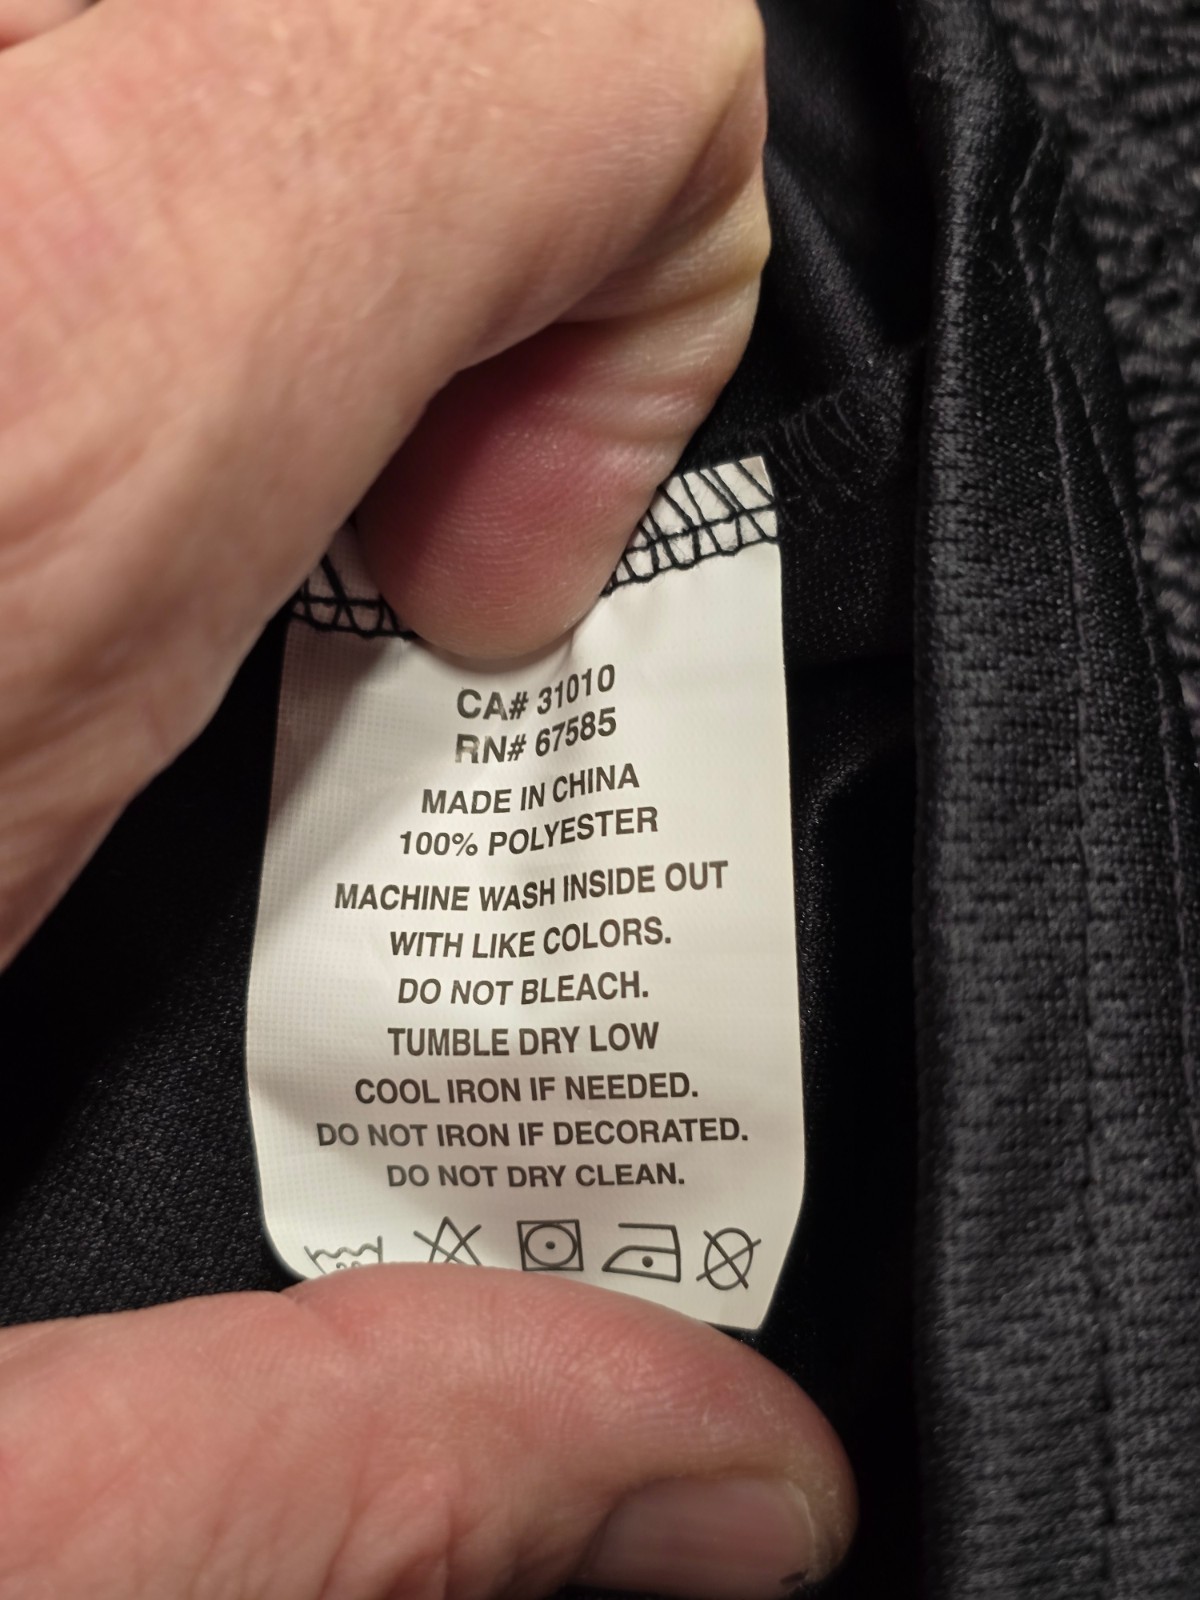 CA# 31010
RN# 67585
MADE IN CHINA
100% POLYESTER
MACHINE WASH INSIDE OUT
WITH LIKE COLORS.
DO NOT BLEACH.
TUMBLE DRY LOW
COOL IRON IF NEEDED.
DO NOT IRON IF DECORATED.
DO NOT DRY CLEAN.